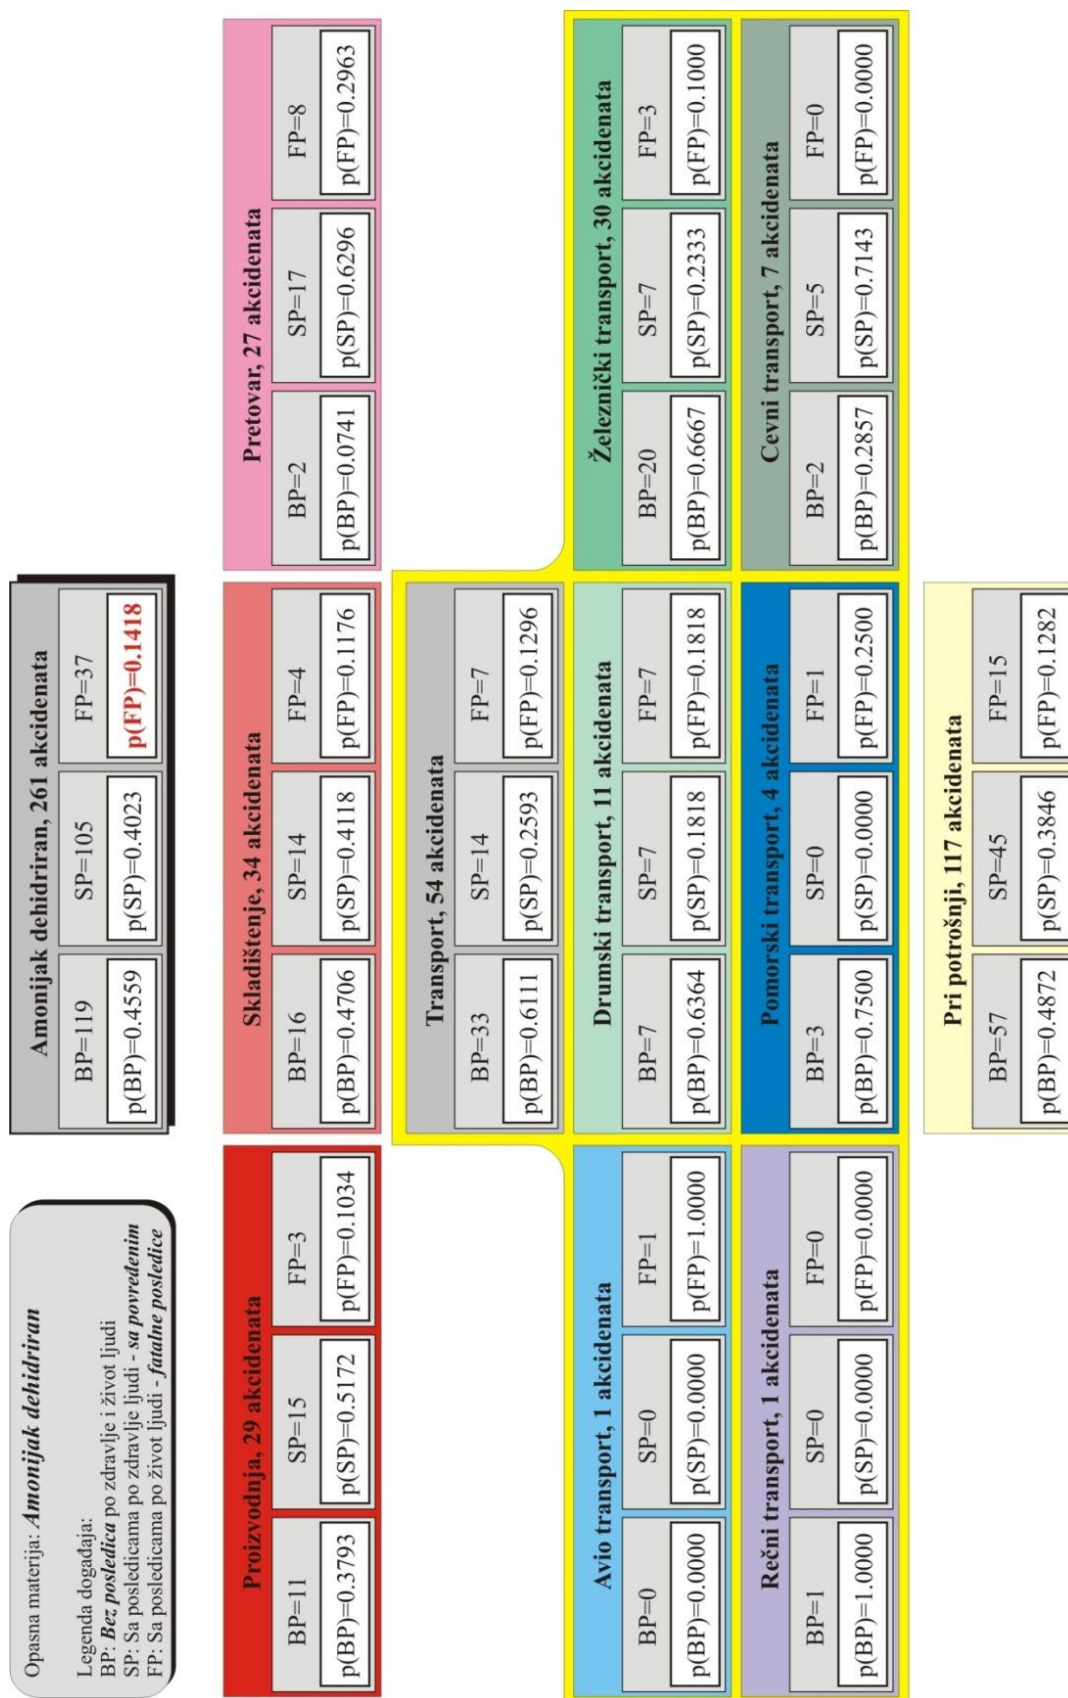 Opasna materija: Amonijak dehidriran
Legenda događaja:
BP: Bez posledica po zdravlje i život ljudi
SP: Sa posledicama po zdravlje ljudi - sa povređenim
FP: Sa posledicama po život ljudi - fatalne posledice
Amonijak dehidriran, 261 akcidenata
BP=119 SP=105 FP=37
p(BP)=0.4559 p(SP)=0.4023 p(FP)=0.1418
Proizvodnja, 29 akcidenata
BP=11 SP=15 FP=3
p(BP)=0.3793 p(SP)=0.5172 p(FP)=0.1034
Skladištenje, 34 akcidenata
BP=16 SP=14 FP=4
p(BP)=0.4706 p(SP)=0.4118 p(FP)=0.1176
Pretovar, 27 akcidenata
BP=2 SP=17 FP=8
p(BP)=0.0741 p(SP)=0.6296 p(FP)=0.2963
Transport, 54 akcidenata
BP=33 SP=14 FP=7
p(BP)=0.6111 p(SP)=0.2593 p(FP)=0.1296
Avio transport, 1 akcidenata
BP=0 SP=0 FP=1
p(BP)=0.0000 p(SP)=0.0000 p(FP)=1.0000
Drumski transport, 11 akcidenata
BP=7 SP=7 FP=7
p(BP)=0.6364 p(SP)=0.1818 p(FP)=0.1818
Železnički transport, 30 akcidenata
BP=20 SP=7 FP=3
p(BP)=0.6667 p(SP)=0.2333 p(FP)=0.1000
Rečni transport, 1 akcidenata
BP=1 SP=0 FP=0
p(BP)=1.0000 p(SP)=0.0000 p(FP)=0.0000
Pomorski transport, 4 akcidenata
BP=3 SP=0 FP=1
p(BP)=0.7500 p(SP)=0.0000 p(FP)=0.2500
Cevni transport, 7 akcidenata
BP=2 SP=5 FP=0
p(BP)=0.2857 p(SP)=0.7143 p(FP)=0.0000
Pri potrošnji, 117 akcidenata
BP=57 SP=45 FP=15
p(BP)=0.4872 p(SP)=0.3846 p(FP)=0.1282